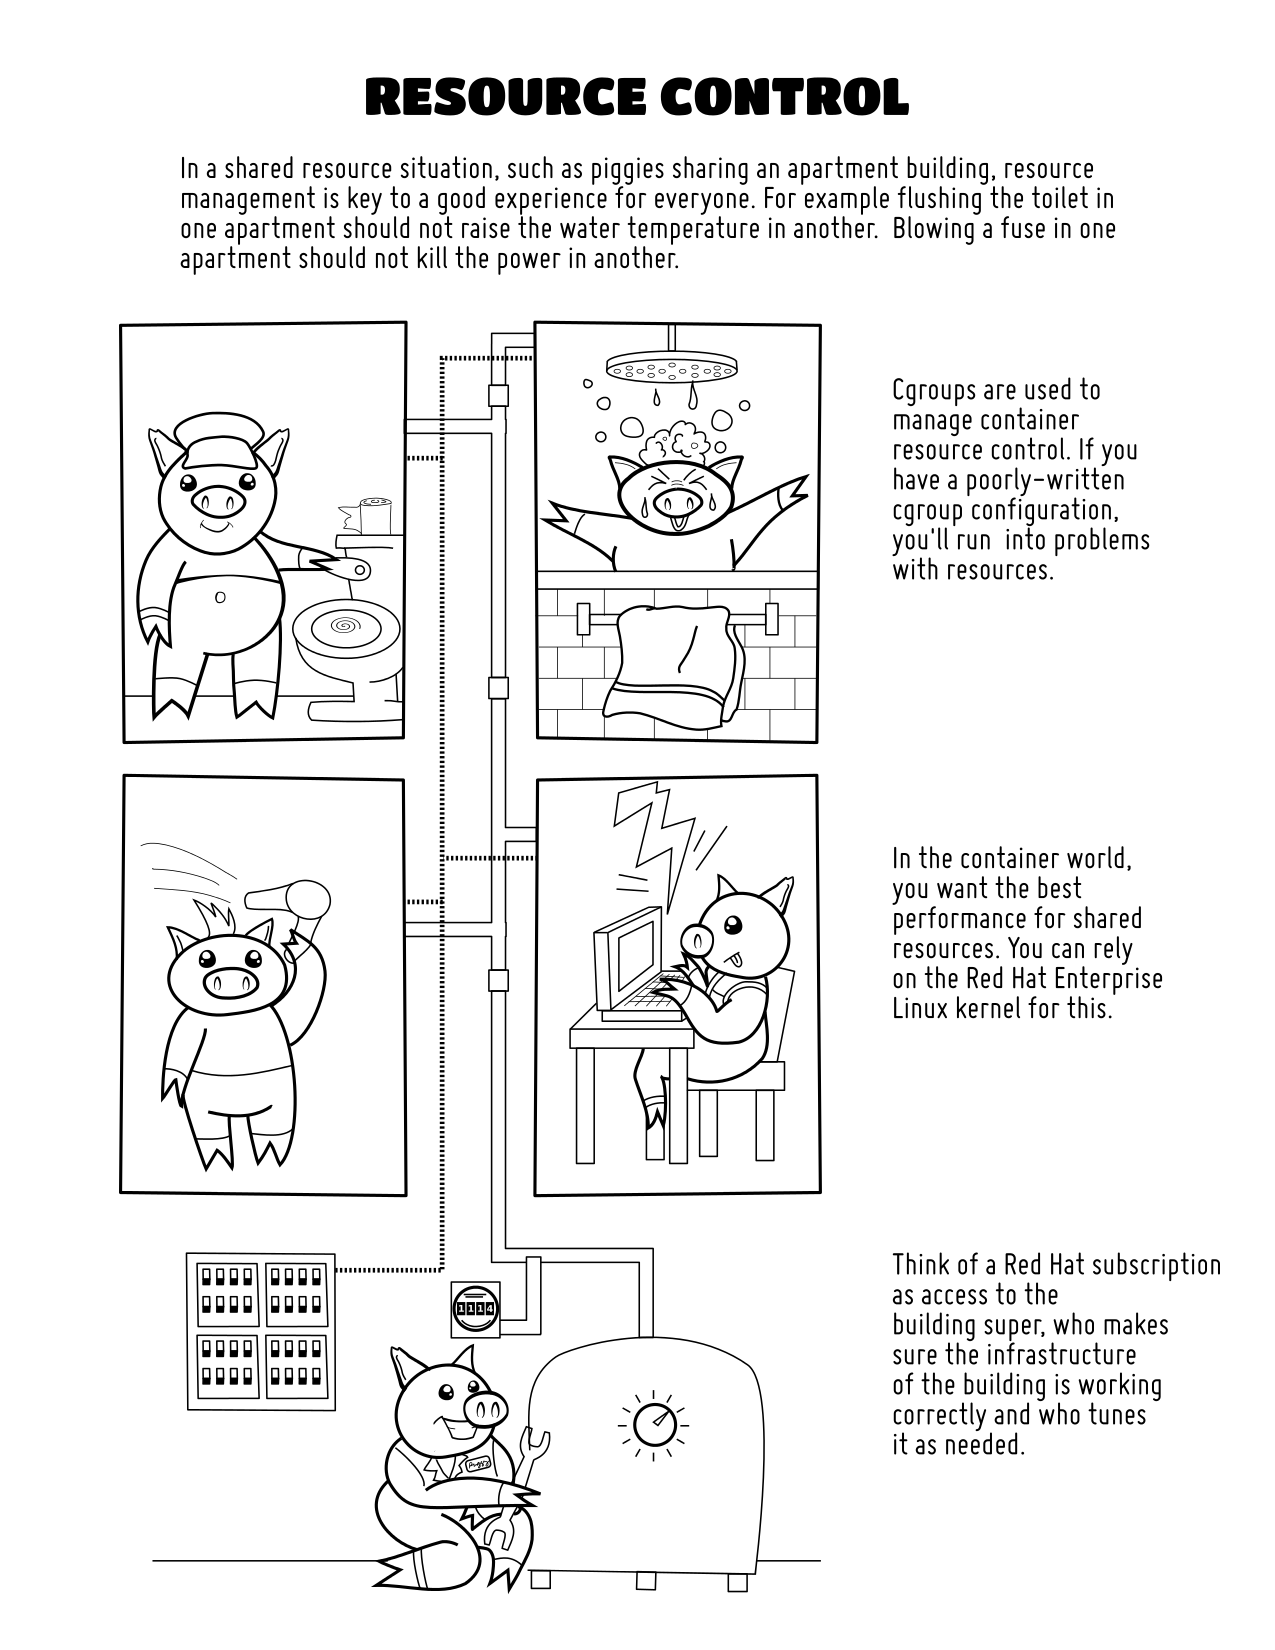 RESOURCE CONTROL
In a shared resource situation, such as piggies sharing an apartment building, resource
management is key to a good experience for everyone. For example flushing the toilet in
one apartment should not raise the water temperature in another.  Blowing a fuse in one
apartment should not kill the power in another.
Cgroups are used to
manage container
resource control. If you
have a poorly-written
cgroup configuration,
you'll run  into problems
with resources.
In the container world,
you want the best
performance for shared
resources. You can rely
on the Red Hat Enterprise
Linux kernel for this.
Think of a Red Hat subscription
as access to the
building super, who makes
sure the infrastructure
of the building is working
correctly and who tunes
it as needed.
1114
Piggy